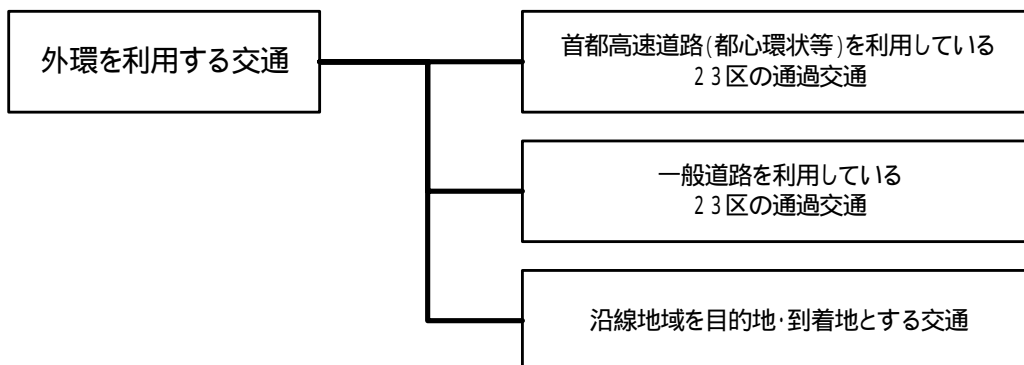 外環を利用する交通
首都高速道路(都心環状等)を利用している
23区の通過交通
一般道路を利用している
23区の通過交通
沿線地域を目的地・到着地とする交通